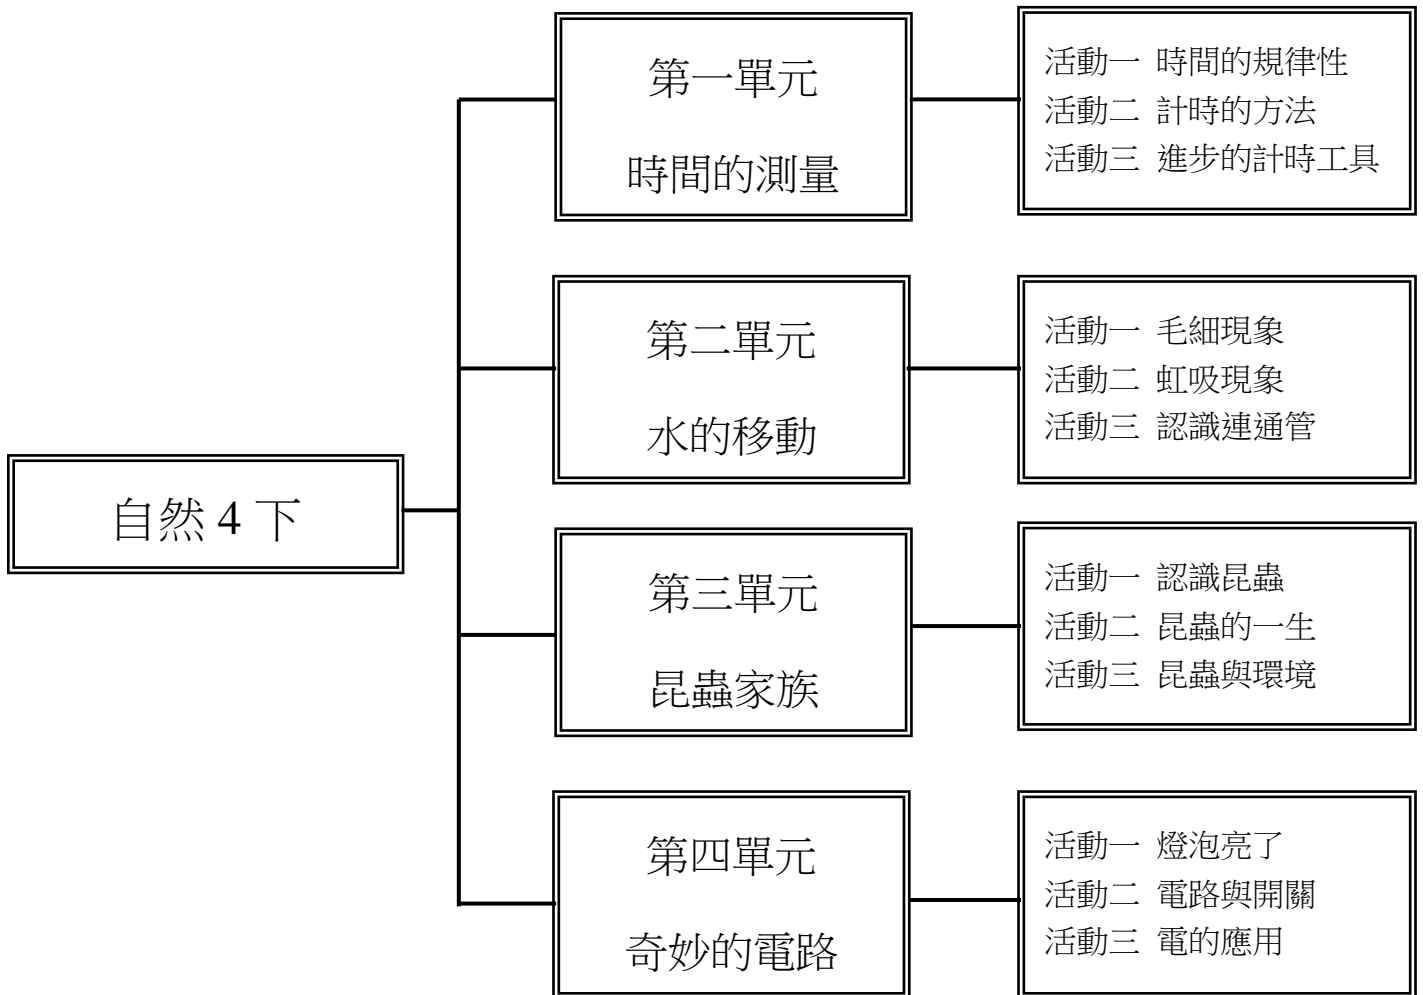 自然 4 下
第一單元
時間的測量
活動一 時間的規律性
活動二 計時的方法
活動三 進步的計時工具
第二單元
水的移動
活動一 毛細現象
活動二 虹吸現象
活動三 認識連通管
第三單元
昆蟲家族
活動一 認識昆蟲
活動二 昆蟲的一生
活動三 昆蟲與環境
第四單元
奇妙的電路
活動一 燈泡亮了
活動二 電路與開關
活動三 電的應用